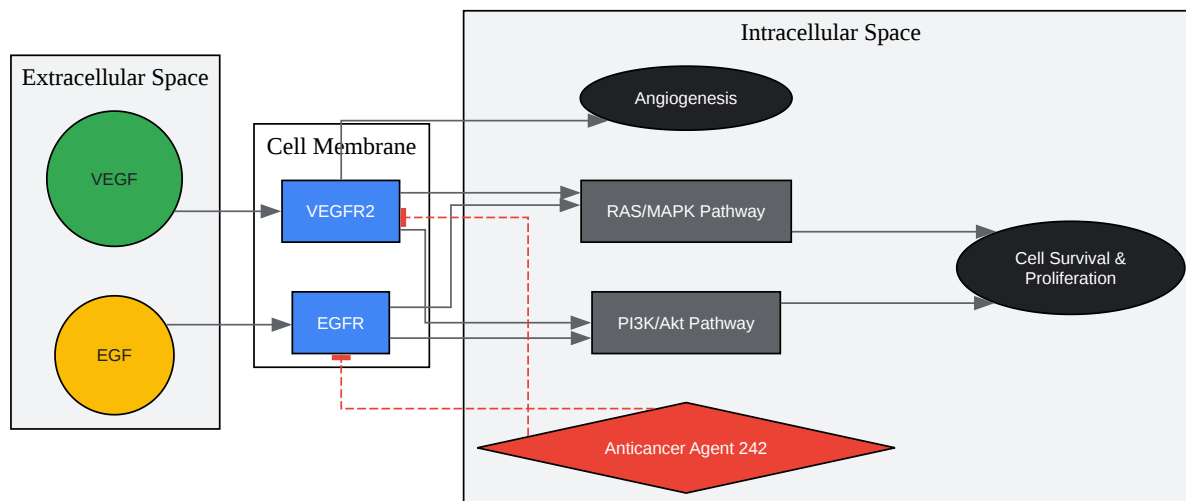 Extracellular Space
VEGF
EGF
Cell Membrane
VEGFR2
EGFR
Intracellular Space
Angiogenesis
RAS/MAPK Pathway
PI3K/Akt Pathway
Cell Survival &
Proliferation
Anticancer Agent 242